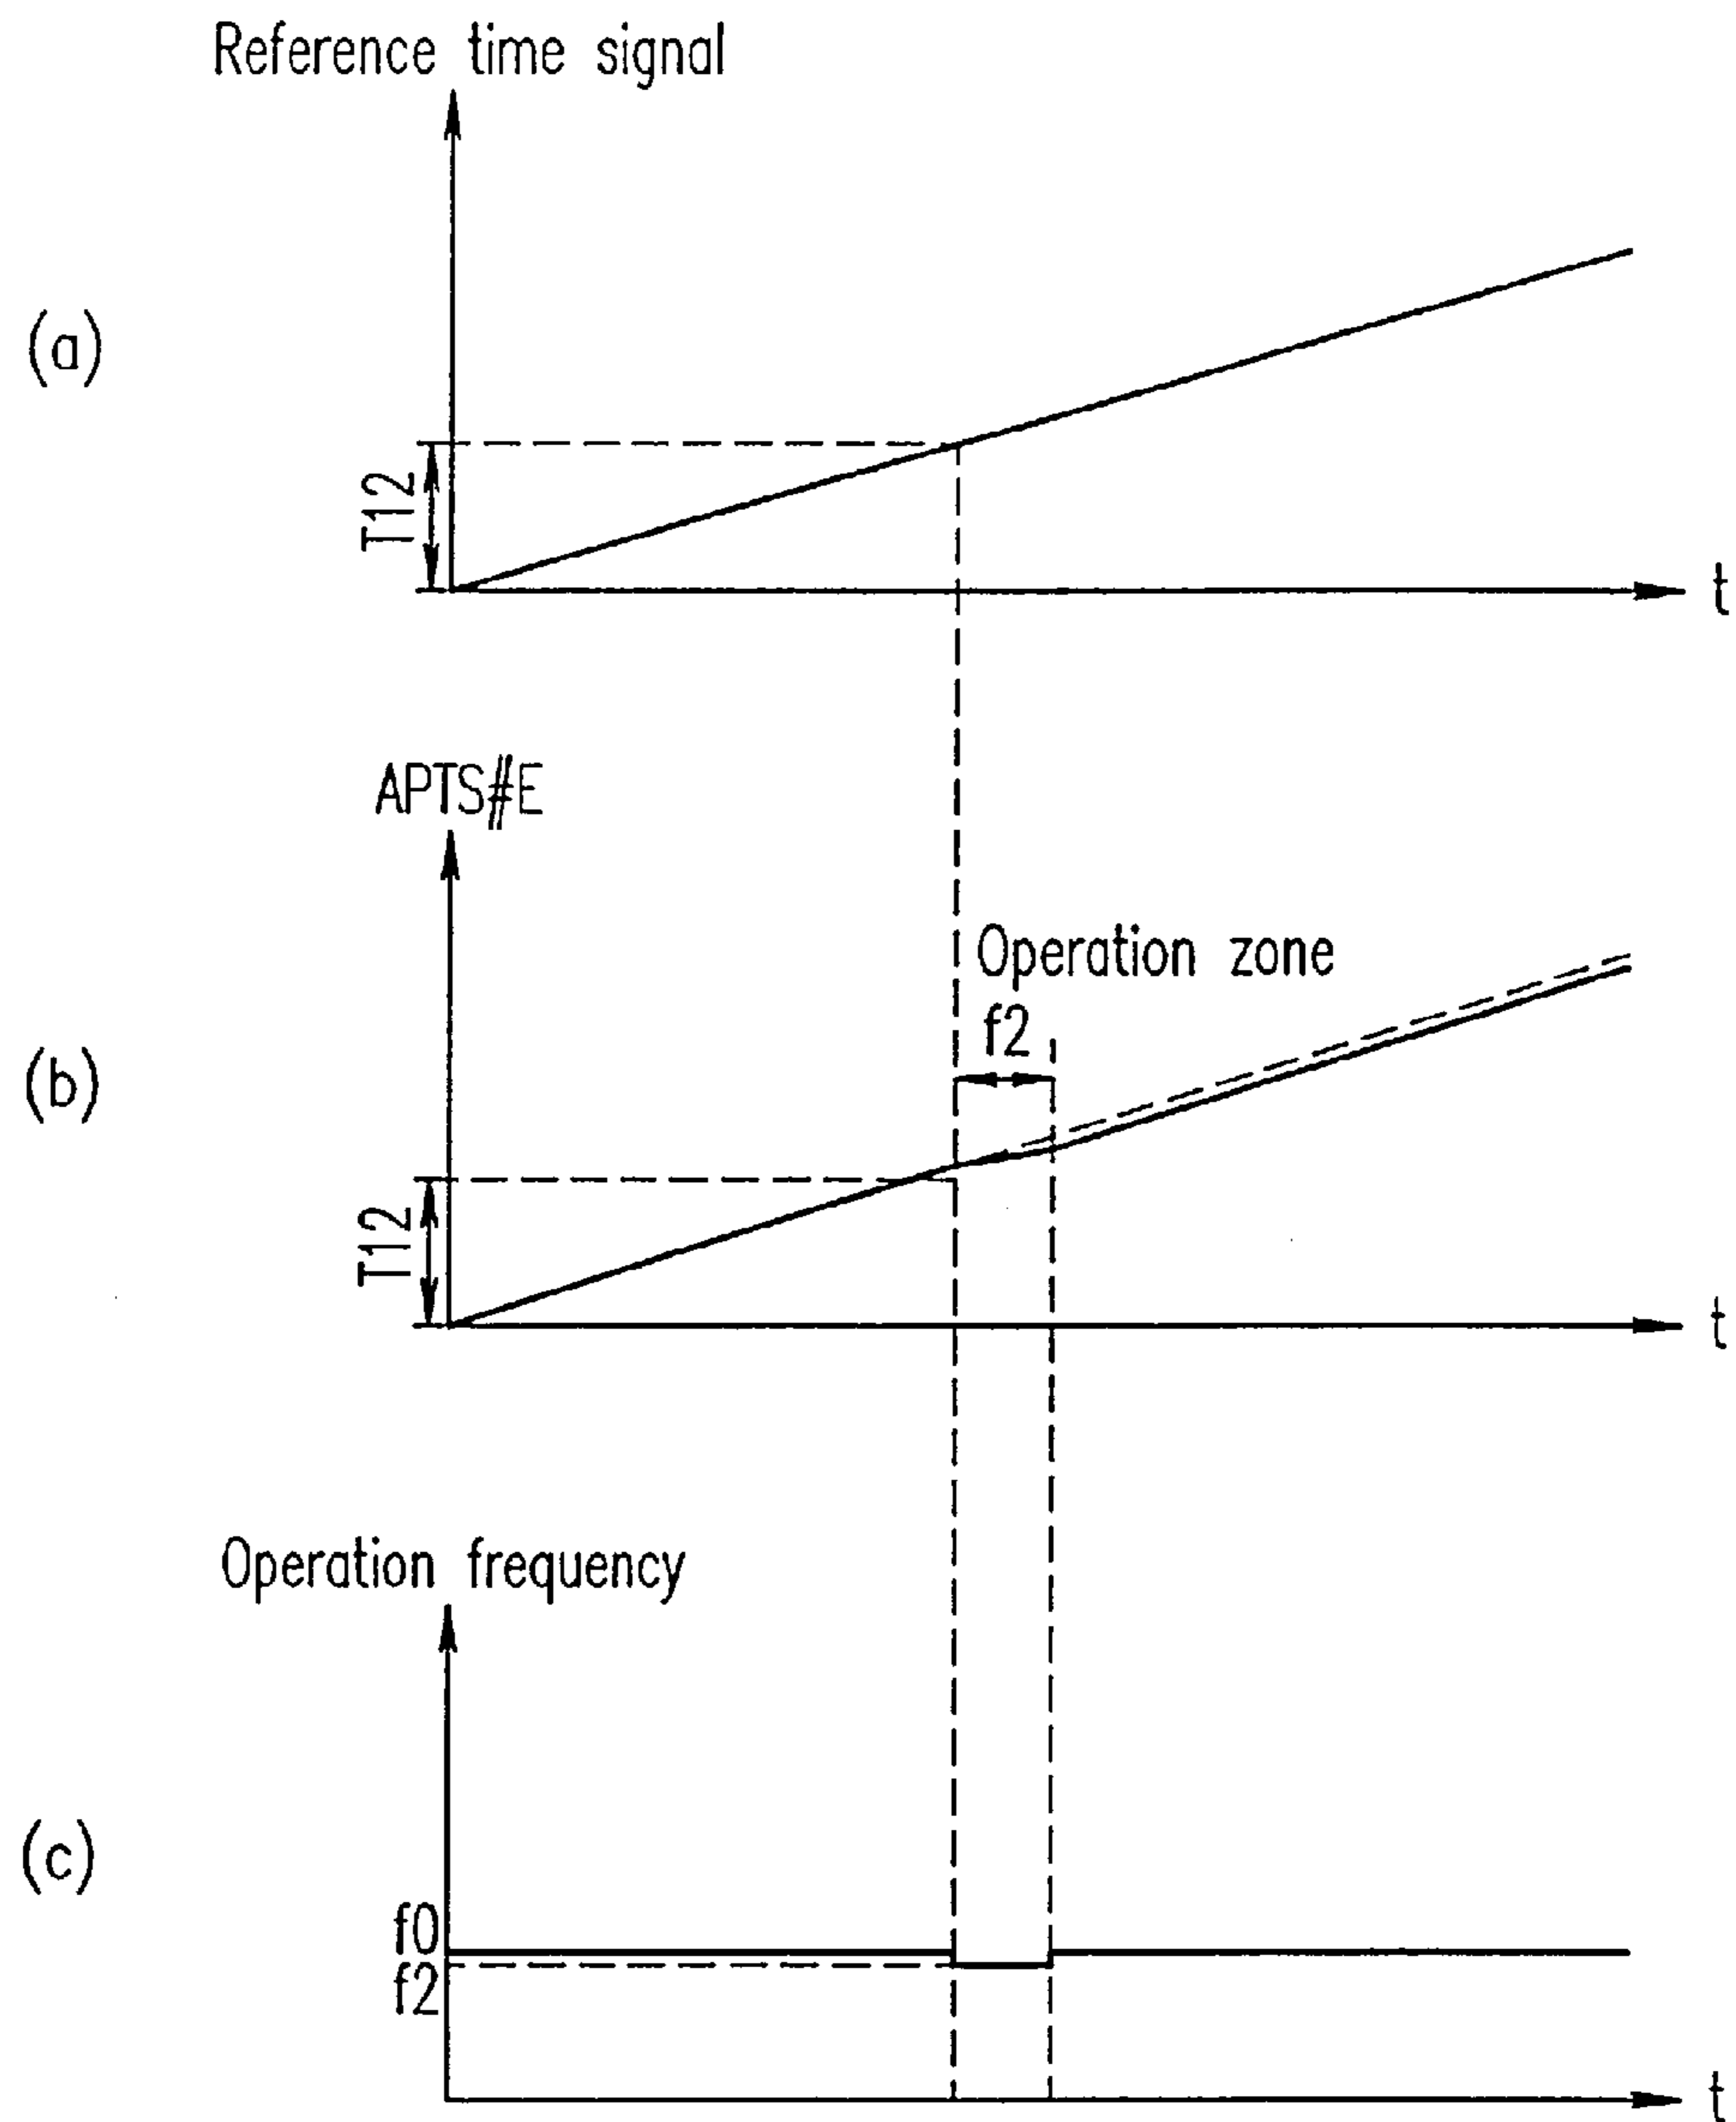 Reference time signal
(a)
T12
t
APTS#E
Operation zone
f2
(b)
T12
t
Operation frequency
(c)
f0
f2
t